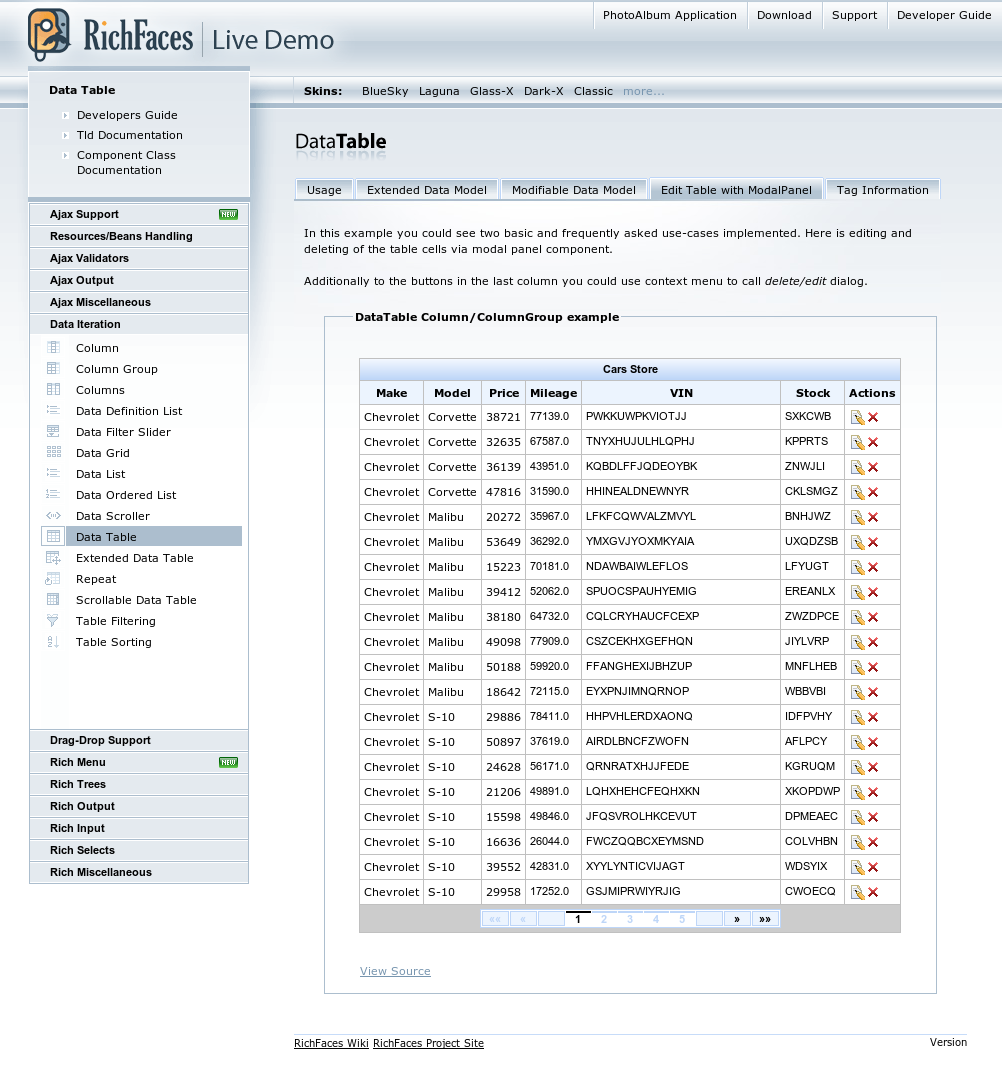 PhotoAlbum Application Download Support Developer Guide
RichFaces Live Demo
Skins: BlueSky Laguna Glass-X Dark-X Classic more...
Data Table
Developers Guide
Tld Documentation
Component Class
Documentation
Ajax Support NEW
Resources/Beans Handling
Ajax Validators
Ajax Output
Ajax Miscellaneous
Data Iteration
Column
Column Group
Columns
Data Definition List
Data Filter Slider
Data Grid
Data List
Data Ordered List
Data Scroller
Data Table
Extended Data Table
Repeat
Scrollable Data Table
Table Filtering
Table Sorting
Drag-Drop Support
Rich Menu NEW
Rich Trees
Rich Output
Rich Input
Rich Selects
Rich Miscellaneous
DataTable
Usage Extended Data Model Modifiable Data Model Edit Table with ModalPanel Tag Information
In this example you could see two basic and frequently asked use-cases implemented. Here is editing and
deleting of the table cells via modal panel component.
Additionally to the buttons in the last column you could use context menu to call delete/edit dialog.
DataTable Column/ColumnGroup example
Cars Store
Make Model Price Mileage VIN Stock Actions
Chevrolet Corvette 38721 77139.0 PWKKUWPKVIOTJJ SXKCWB
Chevrolet Corvette 32635 67587.0 TNYXHUJULHLQPHJ KPPRTS
Chevrolet Corvette 36139 43951.0 KQBDLFFJQDEOYBK ZNWJLI
Chevrolet Corvette 47816 31590.0 HHINEALDNEWNYR CKLSMGZ
Chevrolet Malibu 20272 35967.0 LFKFCQWVALZMVYL BNHJWZ
Chevrolet Malibu 53649 36292.0 YMXGVJYOXMKYAIA UXQDZSB
Chevrolet Malibu 15223 70181.0 NDAWBAIWLEFLOS LFYUGT
Chevrolet Malibu 39412 52062.0 SPUOCSPAUHYEMIG EREANLX
Chevrolet Malibu 38180 64732.0 CQLCRYHAUCFCEXP ZWZDPCE
Chevrolet Malibu 49098 77909.0 CSZCEKHXGEFHQN JIYLVRP
Chevrolet Malibu 50188 59920.0 FFANGHEXIJBHZUP MNFLHEB
Chevrolet Malibu 18642 72115.0 EYXPNJIMNQRNOP WBBVBI
Chevrolet S-10 29886 78411.0 HHPVHLERDXAONQ IDFPVHY
Chevrolet S-10 50897 37619.0 AIRDLBNCFZWOFN AFLPCY
Chevrolet S-10 24628 56171.0 QRNRATXHJJFEDE KGRUQM
Chevrolet S-10 21206 49891.0 LQHXHEHCFEQHXKN XKOPDWP
Chevrolet S-10 15598 49846.0 JFQSVROLHKCEVUT DPMEAEC
Chevrolet S-10 16636 26044.0 FWCZQQBCXEYMSND COLVHBN
Chevrolet S-10 39552 42831.0 XYYLYNTICVIJAGT WDSYIX
Chevrolet S-10 29958 17252.0 GSJMIPRWIYRJIG CWOECQ
«« « 1 2 3 4 5 » »»
View Source
RichFaces Wiki RichFaces Project Site Version